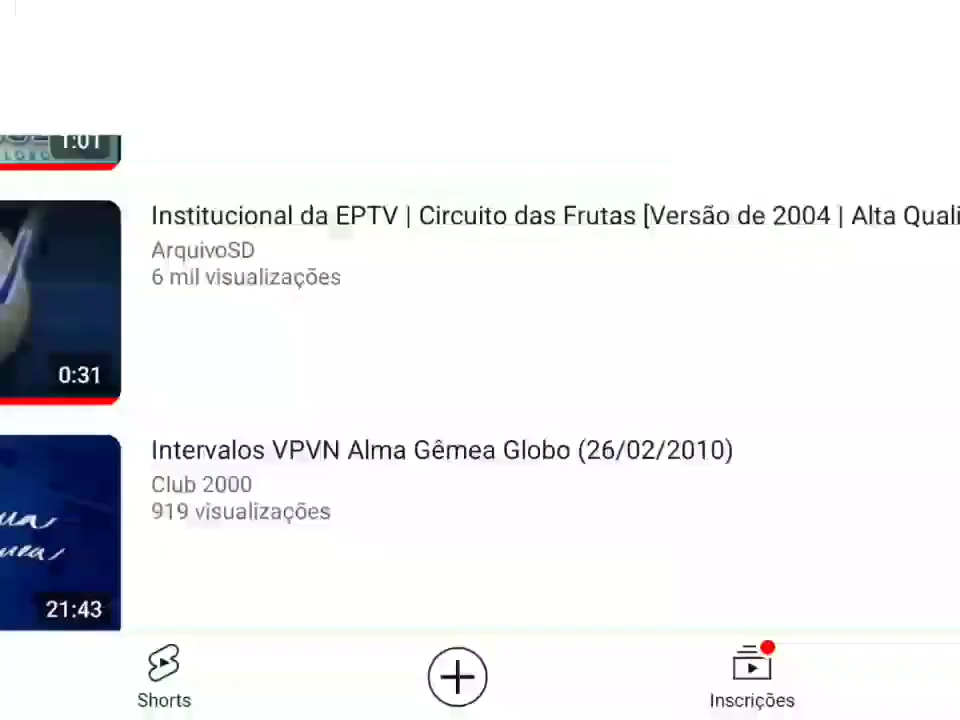 1:01
Institucional da EPTV | Circuito das Frutas [Versão de 2004 | Alta Quali
ArquivoSD
6 mil visualizações
0:31
Intervalos VPVN Alma Gêmea Globo (26/02/2010)
Club 2000
919 visualizações
21:43
Shorts
Inscrições